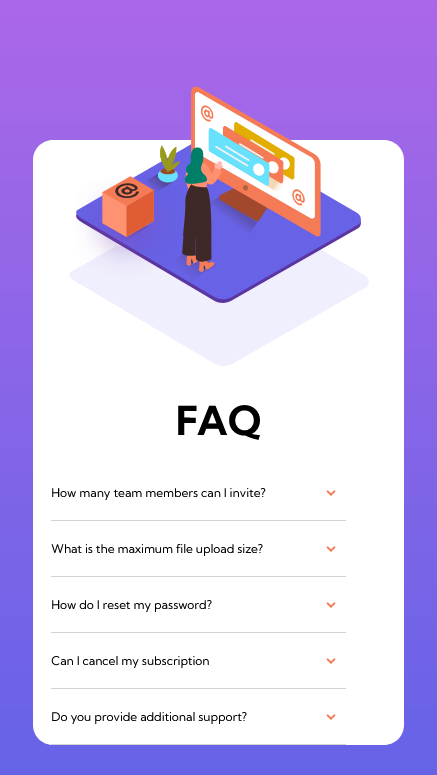 @
@
@
FAQ
How many team members can I invite?
What is the maximum file upload size?
How do I reset my password?
Can I cancel my subscription
Do you provide additional support?